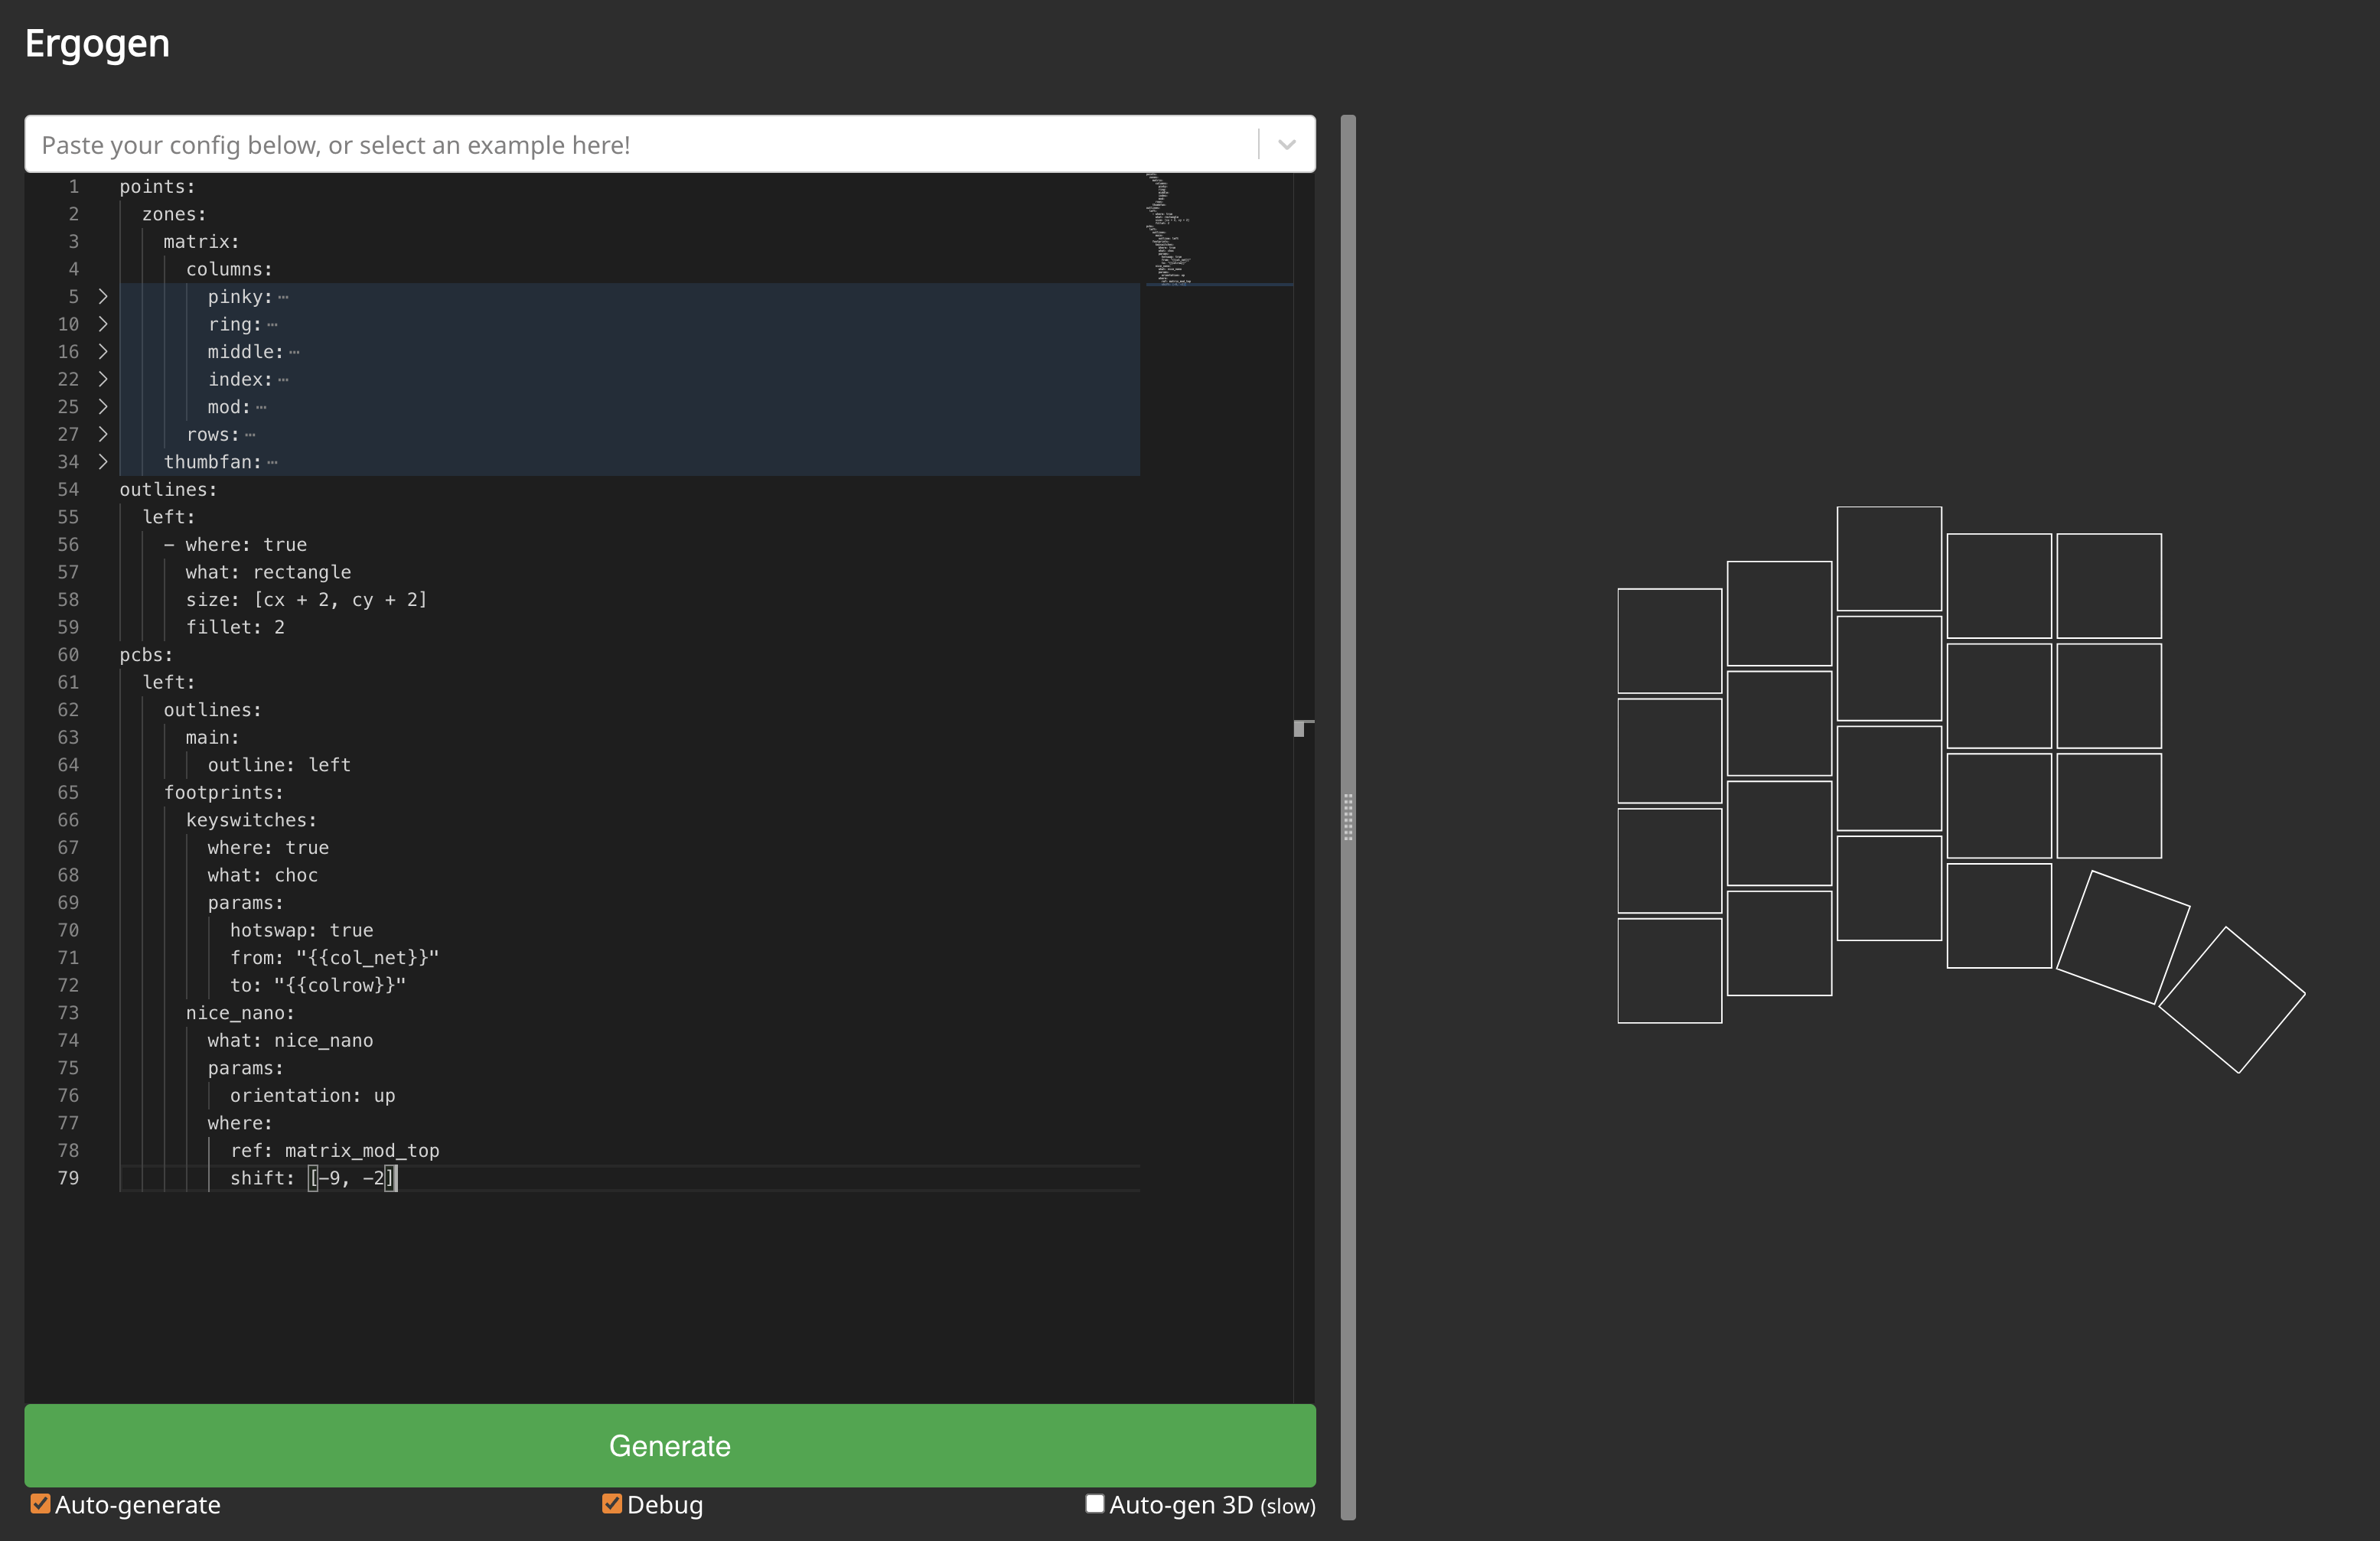 Ergogen
Paste your config below, or select an example here!
1 points:
2 zones:
3 matrix:
4 columns:
5 pinky: ⋯
10 ring: ⋯
16 middle: ⋯
22 index: ⋯
25 mod: ⋯
27 rows: ⋯
34 thumbfan: ⋯
54 outlines:
55 left:
56 - where: true
57 what: rectangle
58 size: [cx + 2, cy + 2]
59 fillet: 2
60 pcbs:
61 left:
62 outlines:
63 main:
64 outline: left
65 footprints:
66 keyswitches:
67 where: true
68 what: choc
69 params:
70 hotswap: true
71 from: "{{col_net}}"
72 to: "{{colrow}}"
73 nice_nano:
74 what: nice_nano
75 params:
76 orientation: up
77 where:
78 ref: matrix_mod_top
79 shift: [-9, -2]
Generate
Auto-generate Debug Auto-gen 3D (slow)